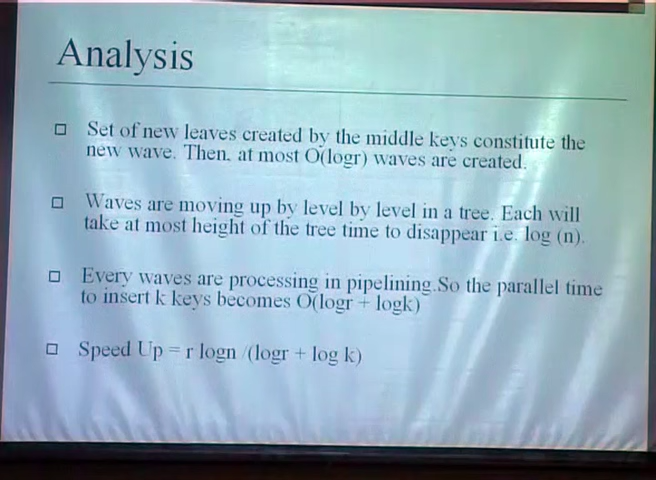 Analysis
Set of new leaves created by the middle keys constitute the
new wave. Then, at most O(logr) waves are created.
Waves are moving up by level by level in a tree. Each will
take at most height of the tree time to disappear i.e. log (n).
Every waves are processing in pipelining.So the parallel time
to insert k keys becomes O(logr + logk)
Speed Up = r logn /(logr + log k)